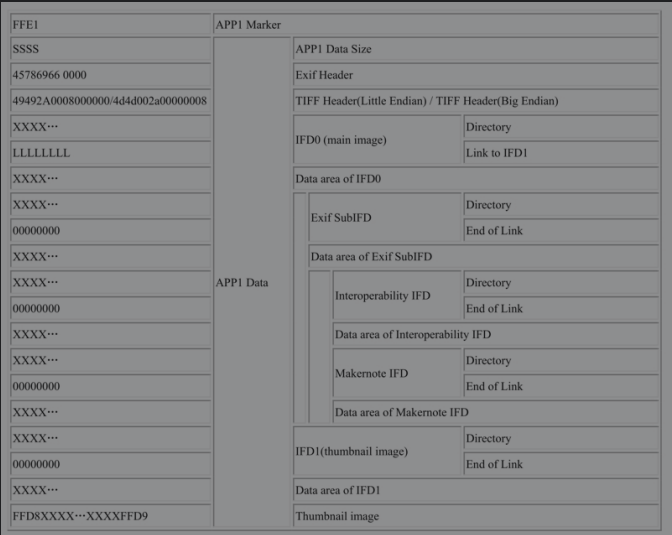 FFE1 APP1 Marker
SSSS APP1 Data Size
45786966 0000 Exif Header
49492A0008000000/4d4d002a00000008 TIFF Header(Little Endian) / TIFF Header(Big Endian)
XXXX··· IFD0 (main image) Directory
LLLLLLLL Link to IFD1
XXXX··· Data area of IFD0
XXXX··· Exif SubIFD Directory
00000000 End of Link
XXXX··· Data area of Exif SubIFD
XXXX··· APP1 Data Interoperability IFD Directory
00000000 End of Link
XXXX··· Data area of Interoperability IFD
XXXX··· Makernote IFD Directory
00000000 End of Link
XXXX··· Data area of Makernote IFD
XXXX··· IFD1(thumbnail image) Directory
00000000 End of Link
XXXX··· Data area of IFD1
FFD8XXXX···XXXXFFD9 Thumbnail image